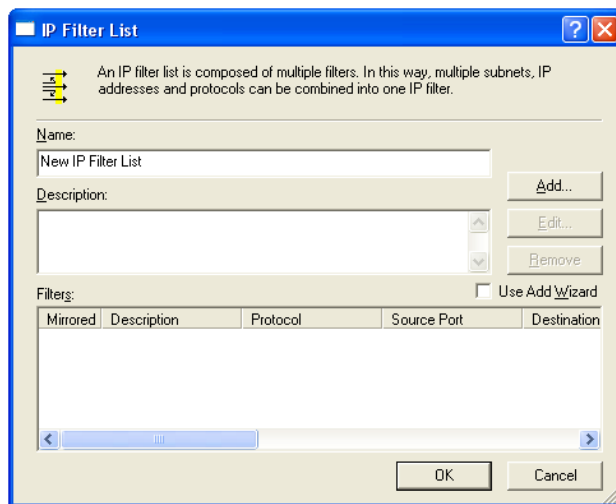 IP Filter List
An IP filter list is composed of multiple filters. In this way, multiple subnets, IP
addresses and protocols can be combined into one IP filter.
Name:
New IP Filter List
Add...
Description:
Edit...
Remove
Filters:
Use Add Wizard
Mirrored Description Protocol Source Port Destination
OK Cancel